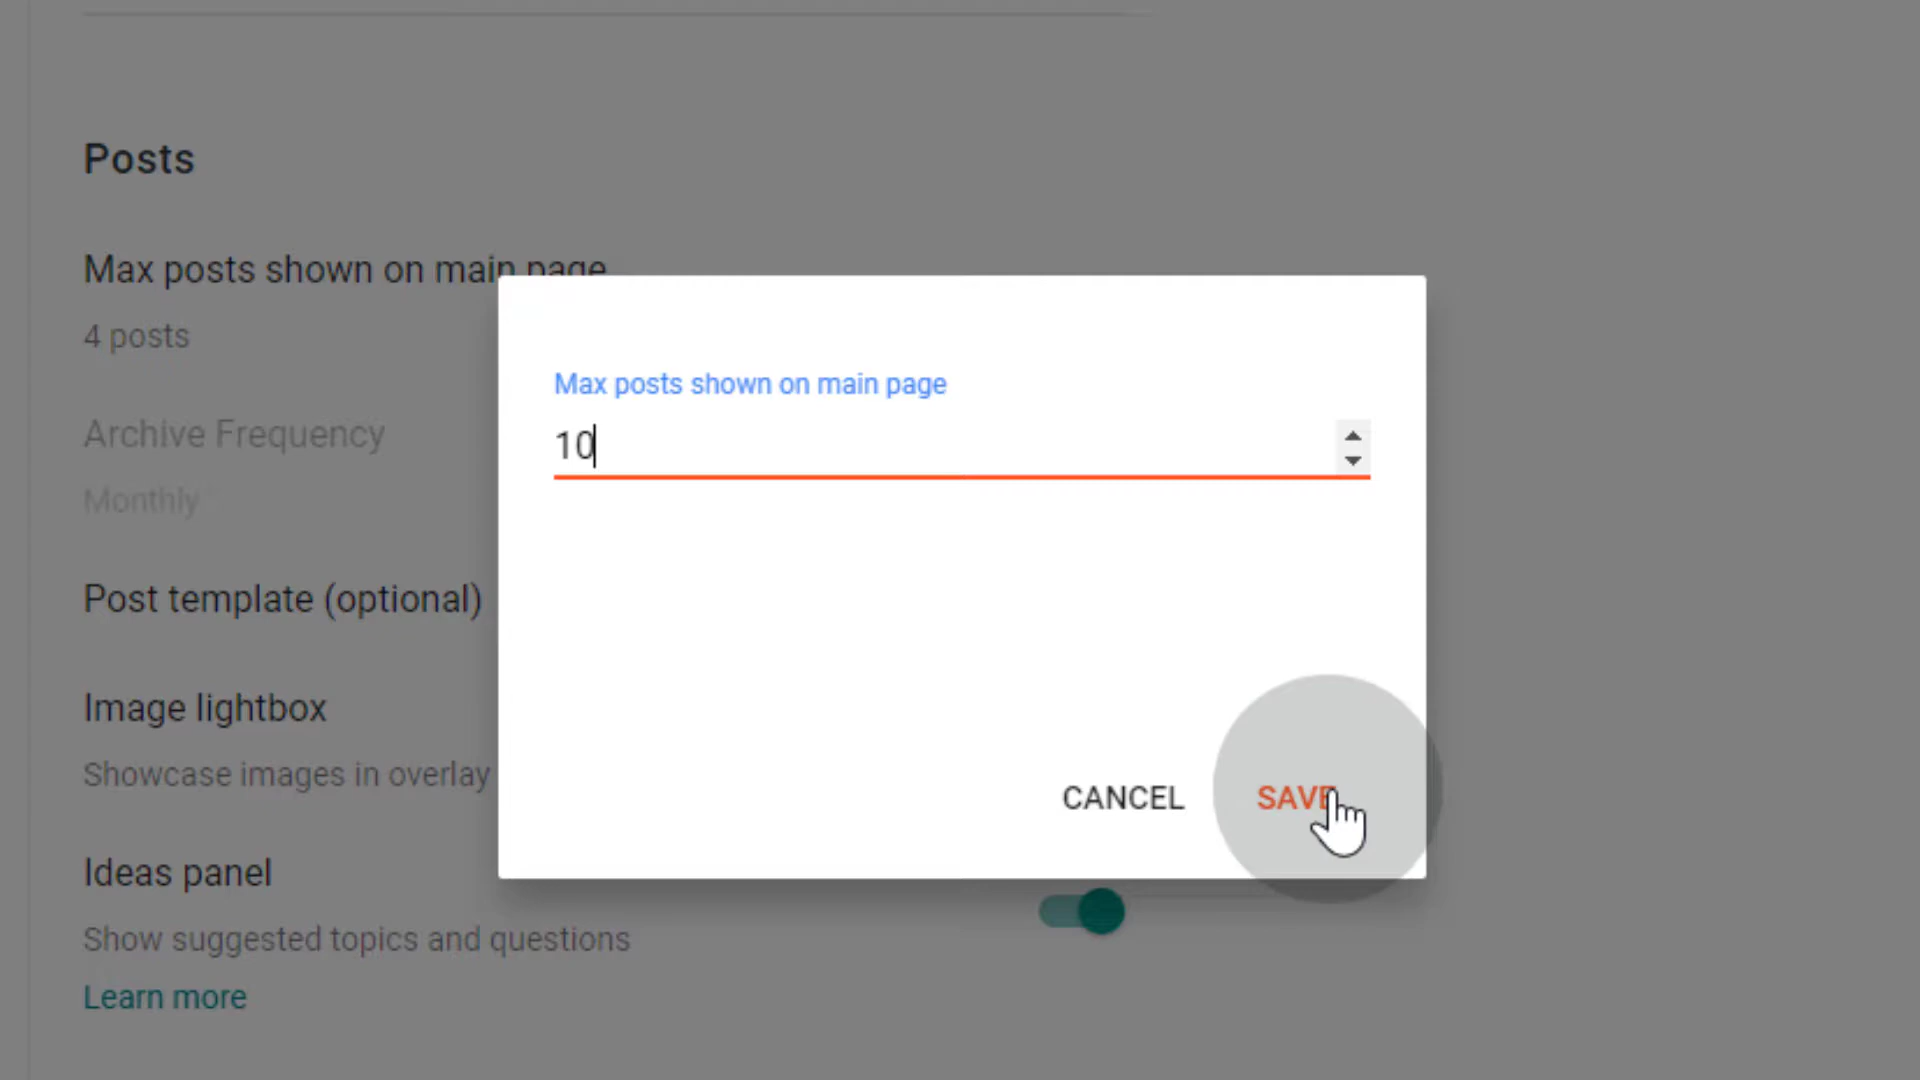 Posts
Max posts shown on main page
4 posts
Archive Frequency
Monthly
Post template (optional)
Image lightbox
Showcase images in overlay
Ideas panel
Show suggested topics and questions
Learn more
Max posts shown on main page
10
CANCEL
SAVE